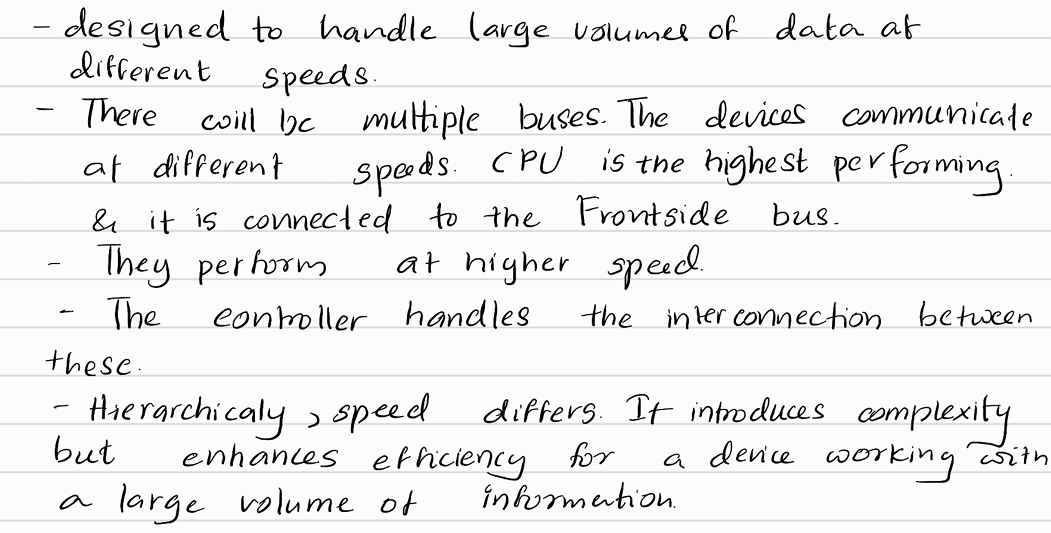 - designed to handle large volumes of data at
different speeds.
- There will be multiple buses. The devices communicate
at different speeds. CPU is the highest performing.
& it is connected to the Frontside bus.
- They perform at higher speed.
- The controller handles the interconnection between
these.
- Hierarchicaly, speed differs. It introduces complexity
but enhances efficiency for a device working with
a large volume of information.